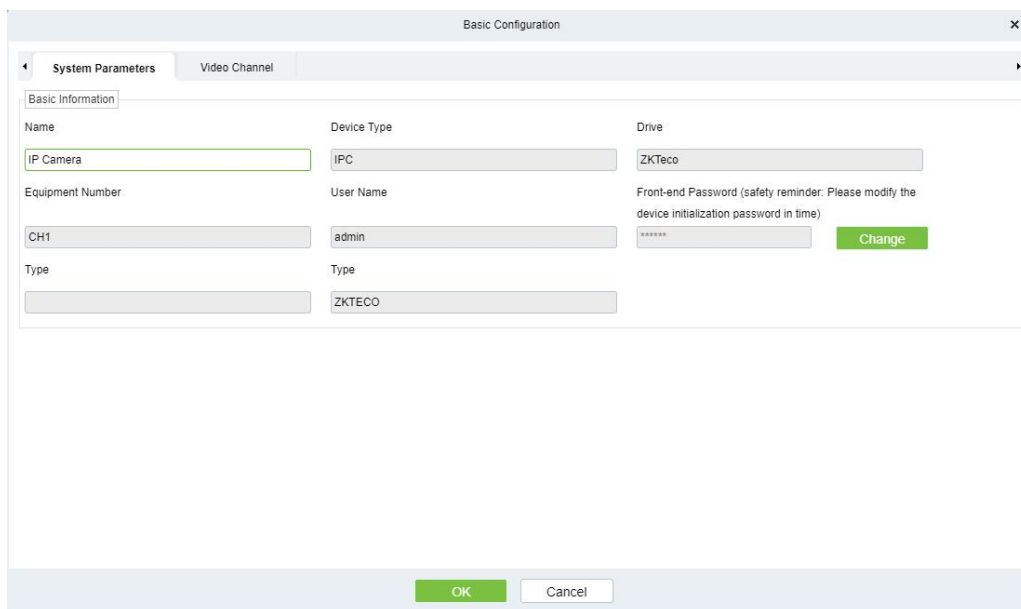 Basic Configuration
System Parameters
Video Channel
Basic Information
Name
Device Type
Drive
IP Camera
IPC
ZKTeco
Equipment Number
User Name
Front-end Password (safety reminder: Please modify the
device initialization password in time)
CH1
admin
******
Change
Type
Type
ZKTECO
OK
Cancel